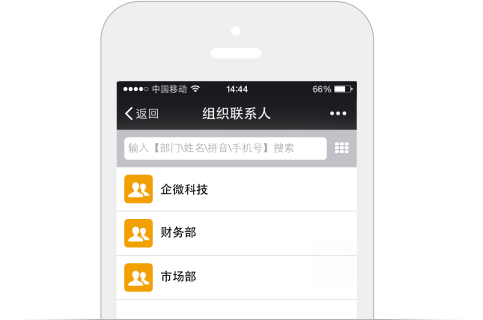 中国移动 14:44 66%
返回 组织联系人
输入【部门\姓名\拼音\手机号】搜索
企微科技
财务部
市场部